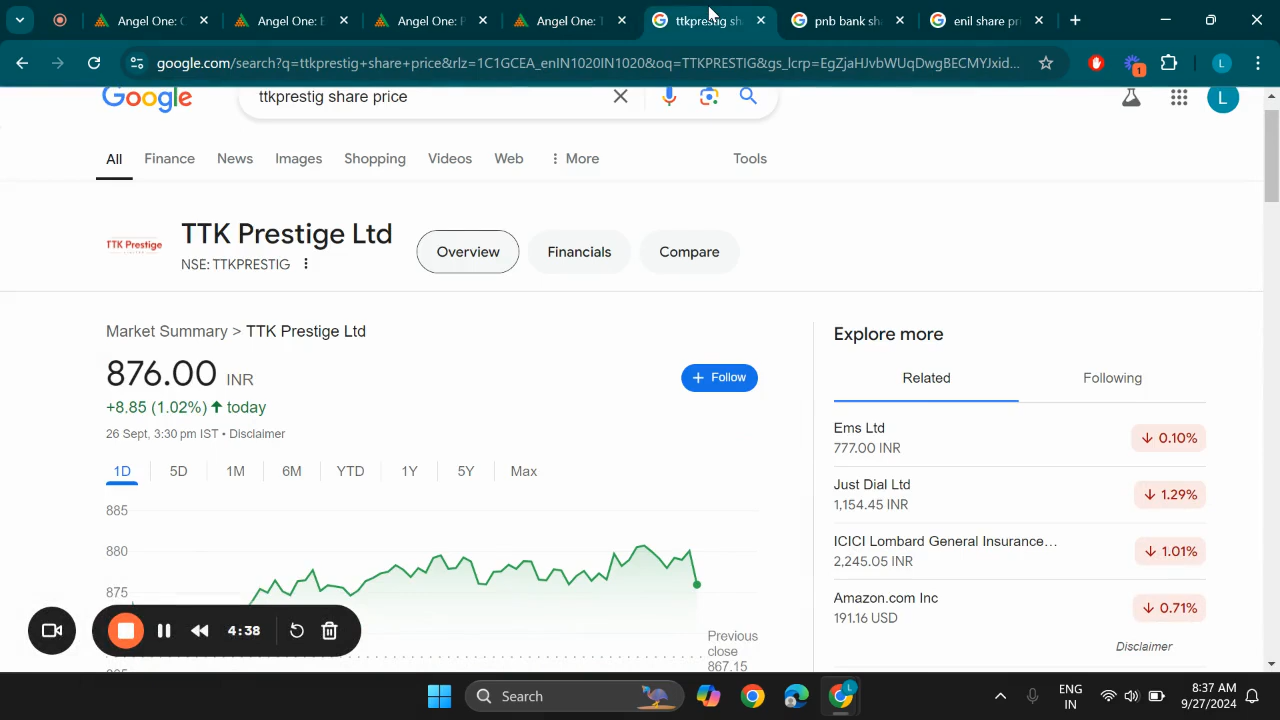 Angel One: C
Angel One: E
Angel One: P
Angel One: T
ttkprestig sh
pnb bank sh
enil share pri
google.com/search?q=ttkprestig+share+price&rlz=1C1GCEA_enIN1020IN1020&oq=TTKPRESTIG&gs_lcrp=EgZjaHJvbWUqDwgBECMYJxid...
1
L
Google
ttkprestig share price
L
All
Finance
News
Images
Shopping
Videos
Web
More
Tools
TTK Prestige
TTK Prestige Ltd
NSE: TTKPRESTIG
Overview
Financials
Compare
Market Summary > TTK Prestige Ltd
876.00 INR
+8.85 (1.02%) ↑ today
26 Sept, 3:30 pm IST • Disclaimer
+ Follow
1D
5D
1M
6M
YTD
1Y
5Y
Max
885
880
875
Previous
close
867.15
Explore more
Related
Following
Ems Ltd
777.00 INR
↓ 0.10%
Just Dial Ltd
1,154.45 INR
↓ 1.29%
ICICI Lombard General Insurance...
2,245.05 INR
↓ 1.01%
Amazon.com Inc
191.16 USD
↓ 0.71%
Disclaimer
4:38
Search
L
ENG
IN
8:37 AM
9/27/2024